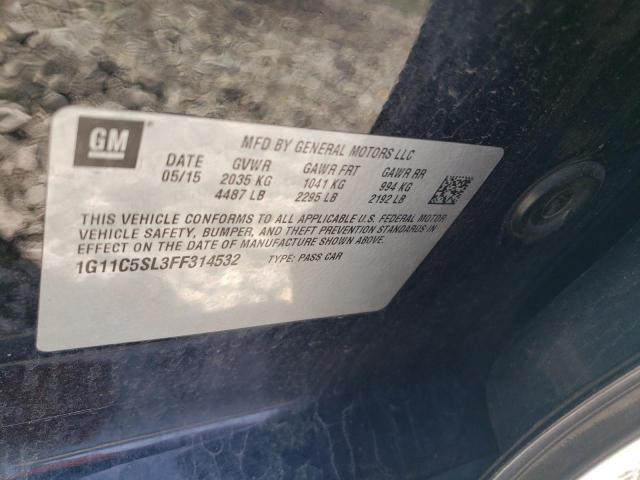 GM
MFD BY GENERAL MOTORS LLC
DATE GVWR GAWR FRT GAWR RR
05/15 2035 KG 1041 KG 994 KG
4487 LB 2295 LB 2192 LB
THIS VEHICLE CONFORMS TO ALL APPLICABLE U.S. FEDERAL MOTOR
VEHICLE SAFETY, BUMPER, AND THEFT PREVENTION STANDARDS IN
EFFECT ON THE DATE OF MANUFACTURE SHOWN ABOVE.
1G11C5SL3FF314532 TYPE: PASS CAR